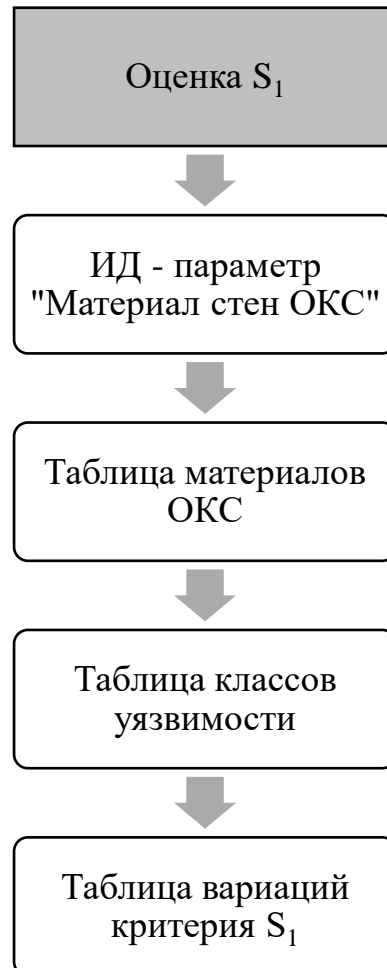 Оценка S₁
ИД - параметр
"Материал стен ОКС"
Таблица материалов
ОКС
Таблица классов
уязвимости
Таблица вариаций
критерия S₁